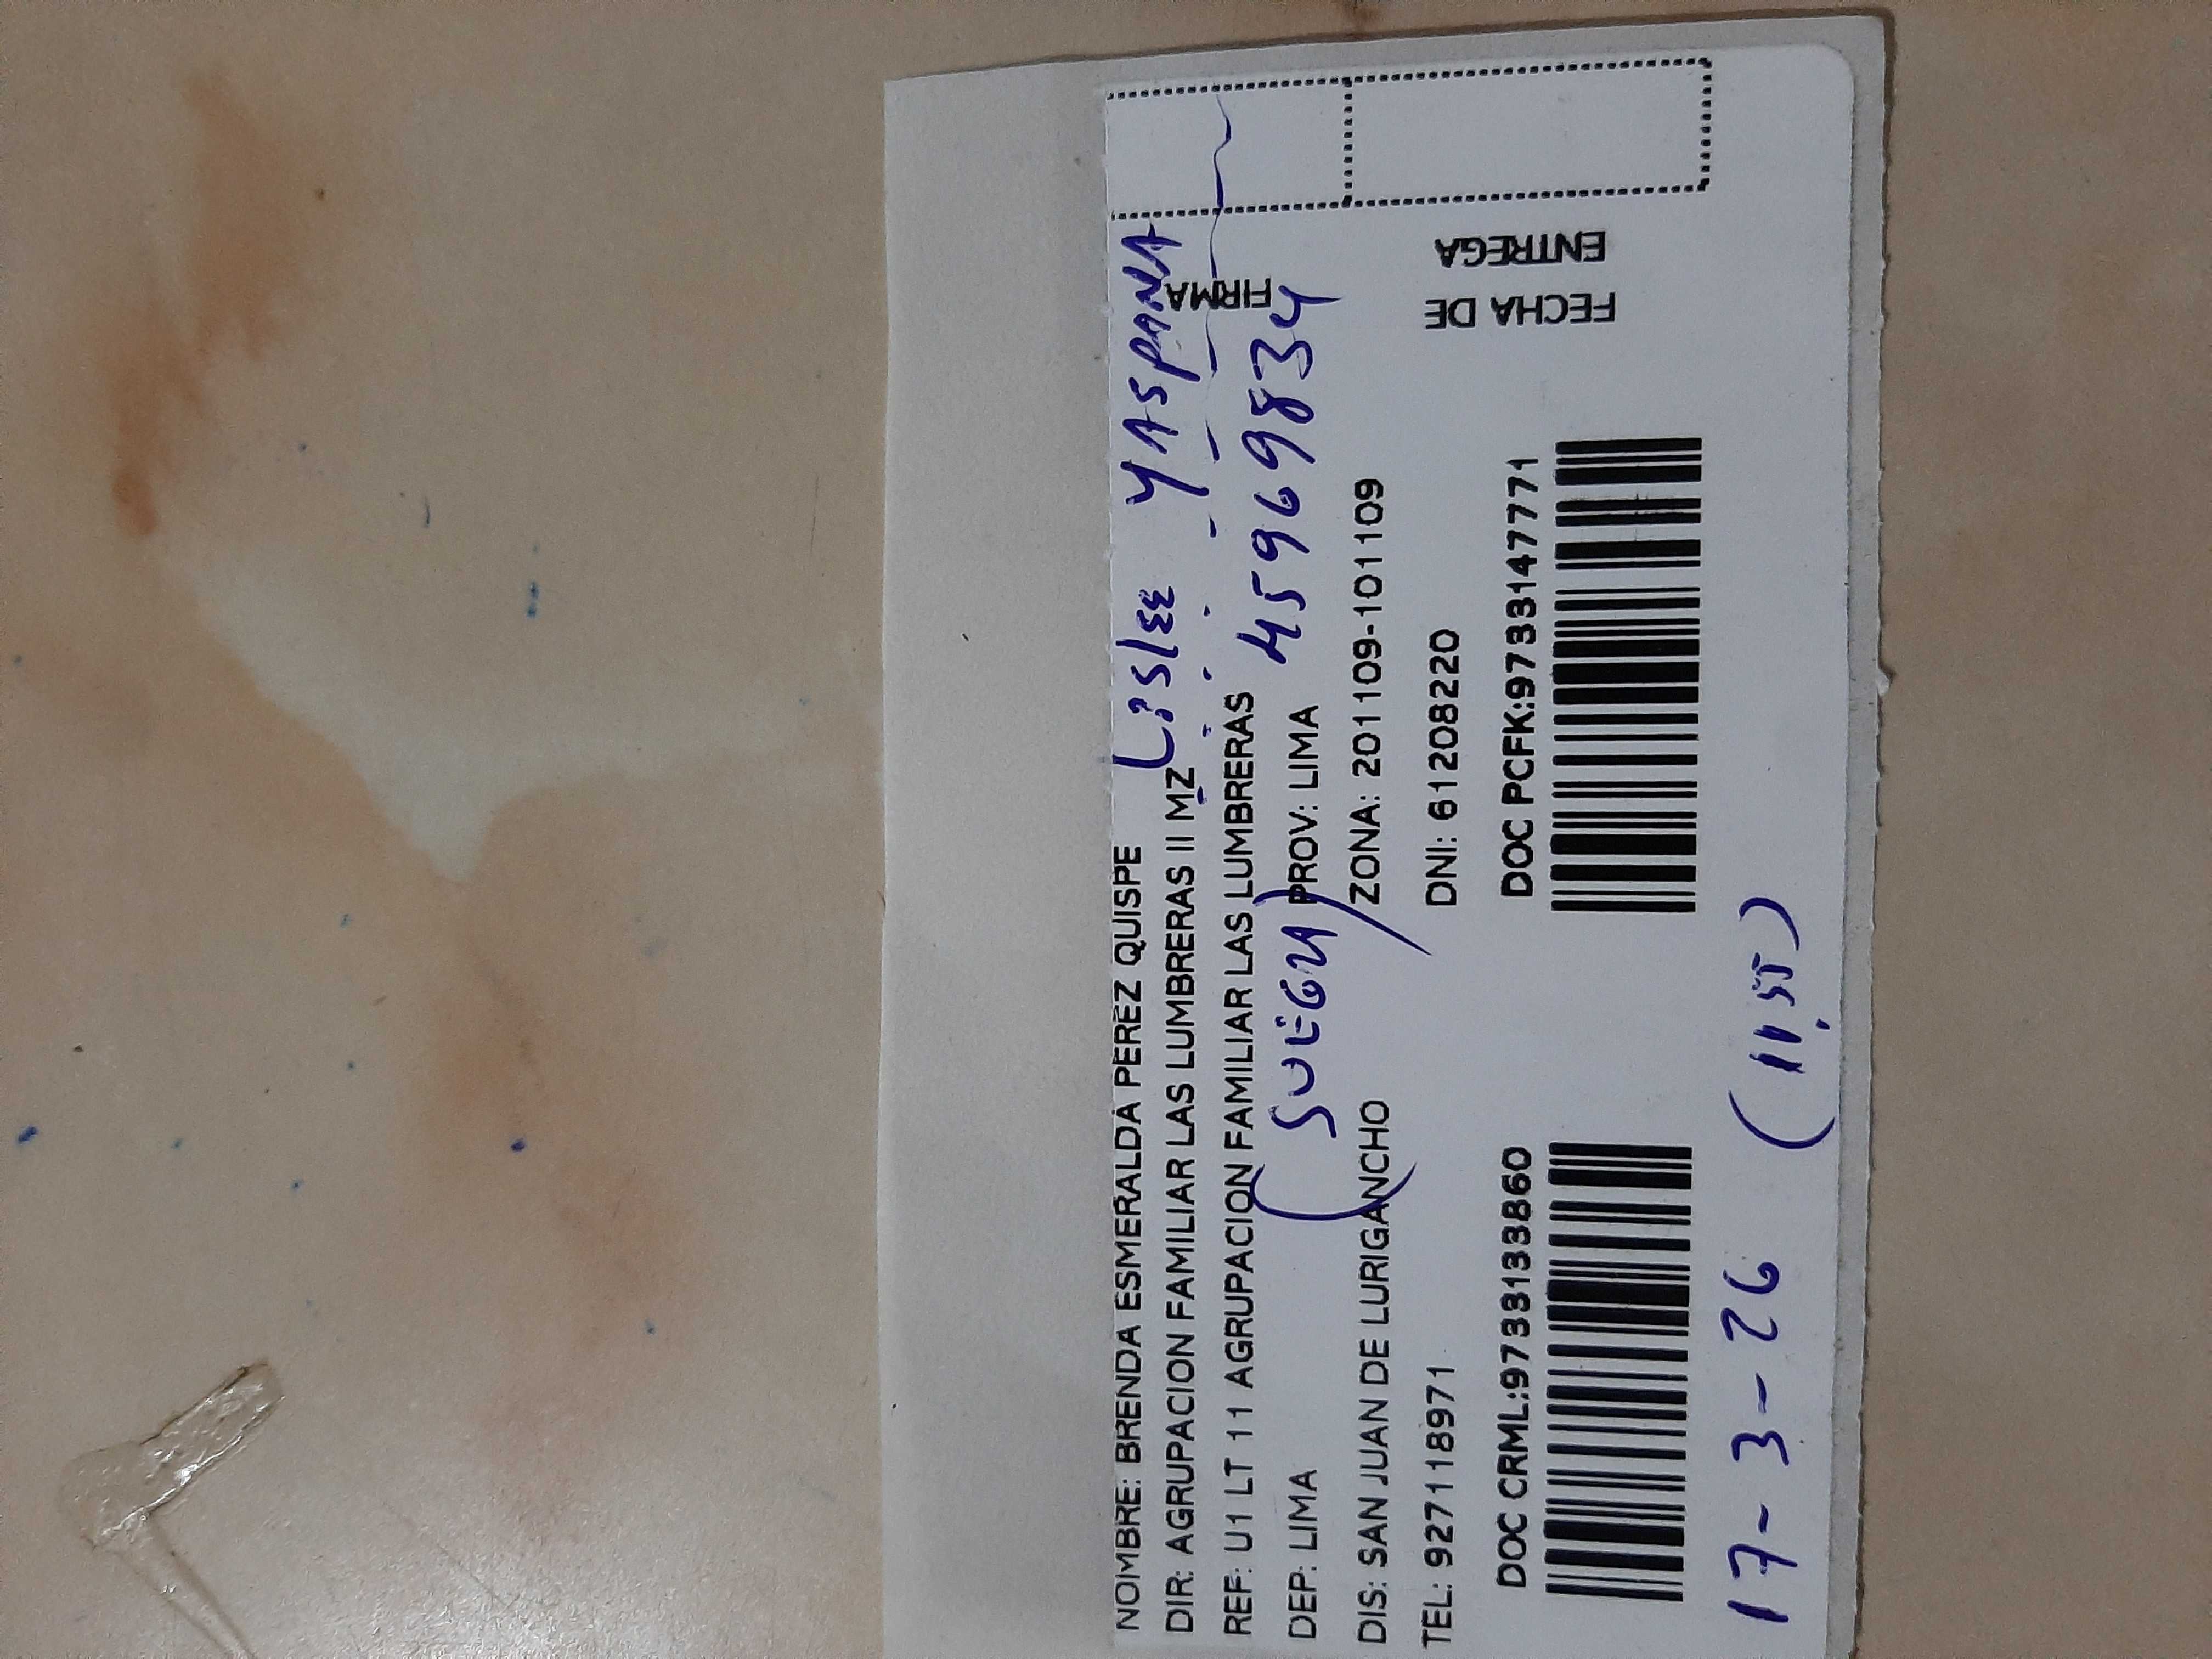 NOMBRE: BRENDA ESMERALDA PEREZ QUISPE
Lislee YASPANA
DIR: AGRUPACION FAMILIAR LAS LUMBRERAS II MZ
FIRMA
REF: U1 LT 11 AGRUPACION FAMILIAR LAS LUMBRERAS
45969834
DEP: LIMA
(SUEGRA)
PROV: LIMA
DIS: SAN JUAN DE LURIGANCHO
ZONA: 201109-101109
TEL: 927118971
DNI: 61208220
FECHA DE
ENTREGA
DOC CRML:9733133860
DOC PCFK:9733147771
17-3-26 (11:55)